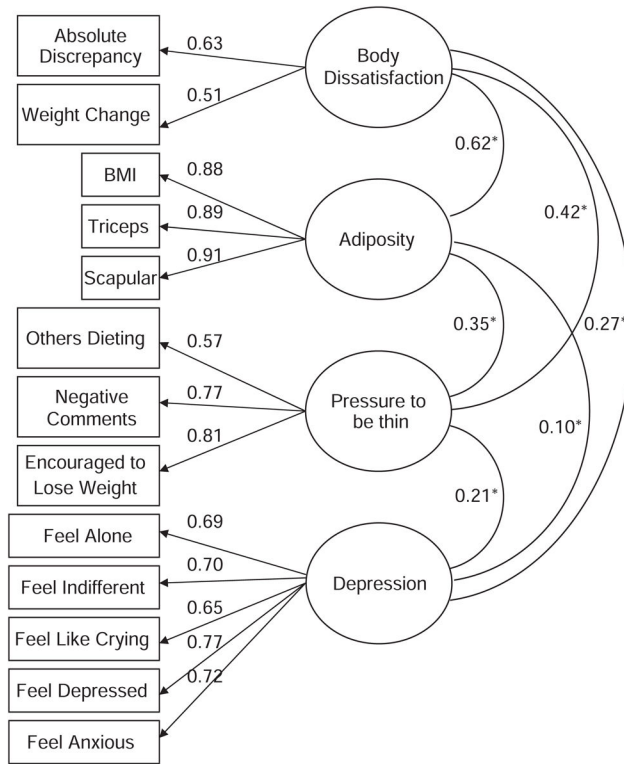 Absolute
Discrepancy
0.63
Body
Dissatisfaction
Weight Change
0.51
0.62*
BMI
0.88
Triceps
0.89
Adiposity
0.42*
Scapular
0.91
Others Dieting
0.57
0.35*
0.27*
Negative
Comments
0.77
Pressure to
be thin
0.10*
Encouraged to
Lose Weight
0.81
0.21*
Feel Alone
0.69
Feel Indifferent
0.70
Depression
Feel Like Crying
0.65
0.77
Feel Depressed
0.72
Feel Anxious